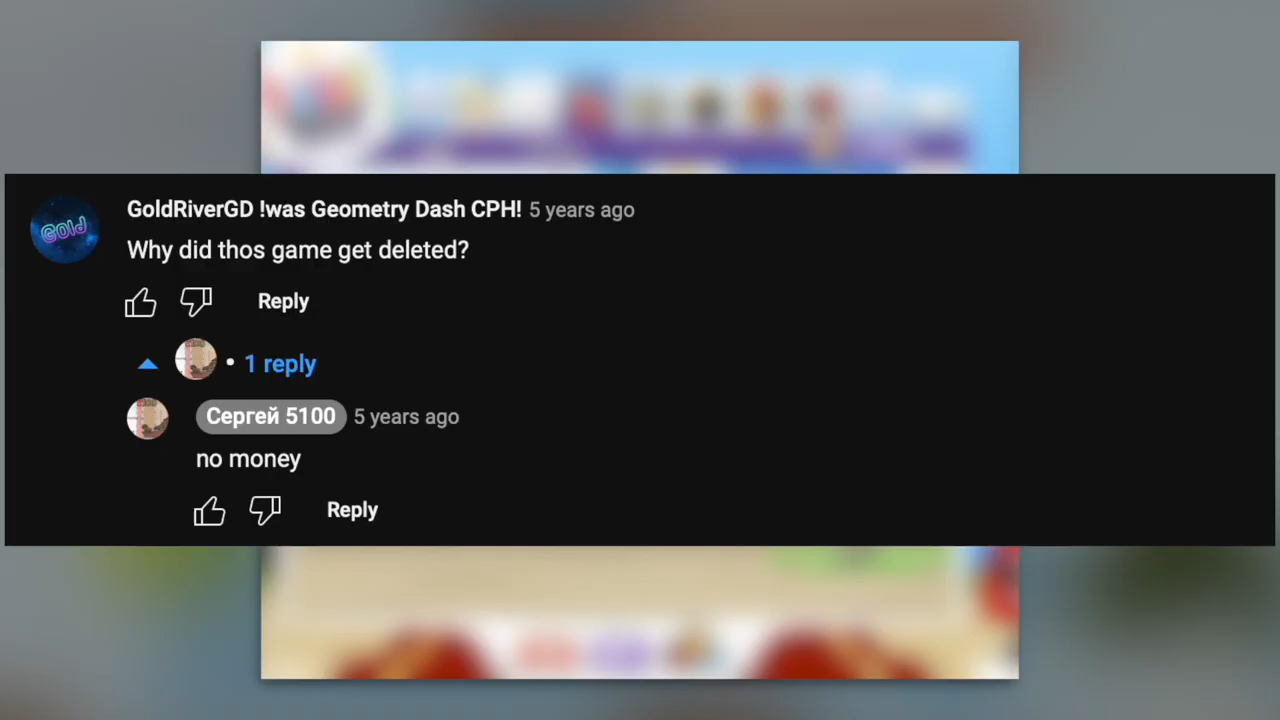 GoldRiverGD !was Geometry Dash CPH! 5 years ago
Why did thos game get deleted?
Reply
1 reply
Сергей 5100 5 years ago
no money
Reply